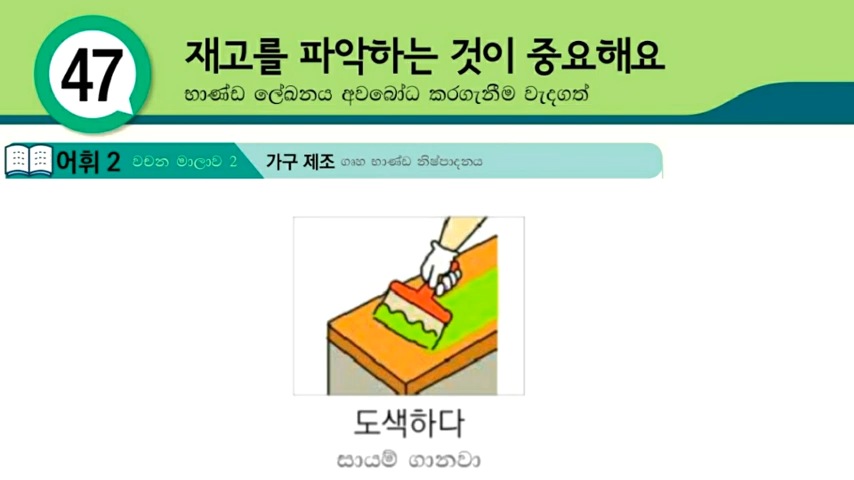 47
재고를 파악하는 것이 중요해요
භාණ්ඩ ලේඛනය අවබෝධ කරගැනීම වැදගත්
어휘 2 වචන මාලාව 2 가구 제조 ගෘහ භාණ්ඩ නිෂ්පාදනය
도색하다
සායම් ගානවා